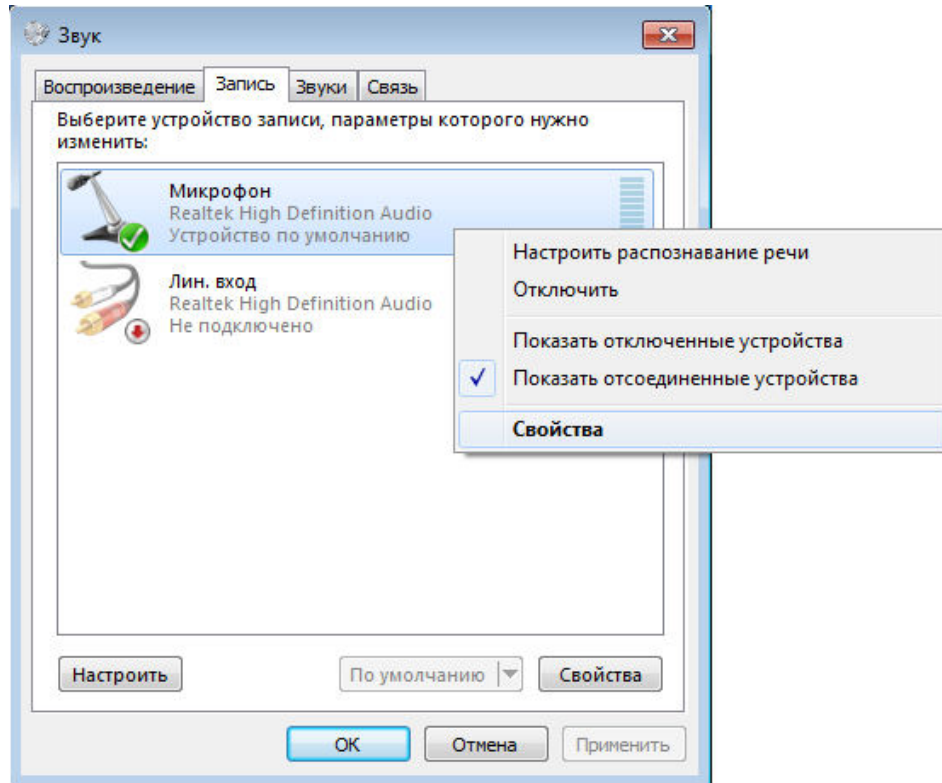 Звук
Воспроизведение Запись Звуки Связь
Выберите устройство записи, параметры которого нужно
изменить:
Микрофон
Realtek High Definition Audio
Устройство по умолчанию
Лин. вход
Realtek High Definition Audio
Не подключено
Настроить распознавание речи
Отключить
Показать отключенные устройства
Показать отсоединенные устройства
Свойства
Настроить По умолчанию Свойства
ОК Отмена Применить